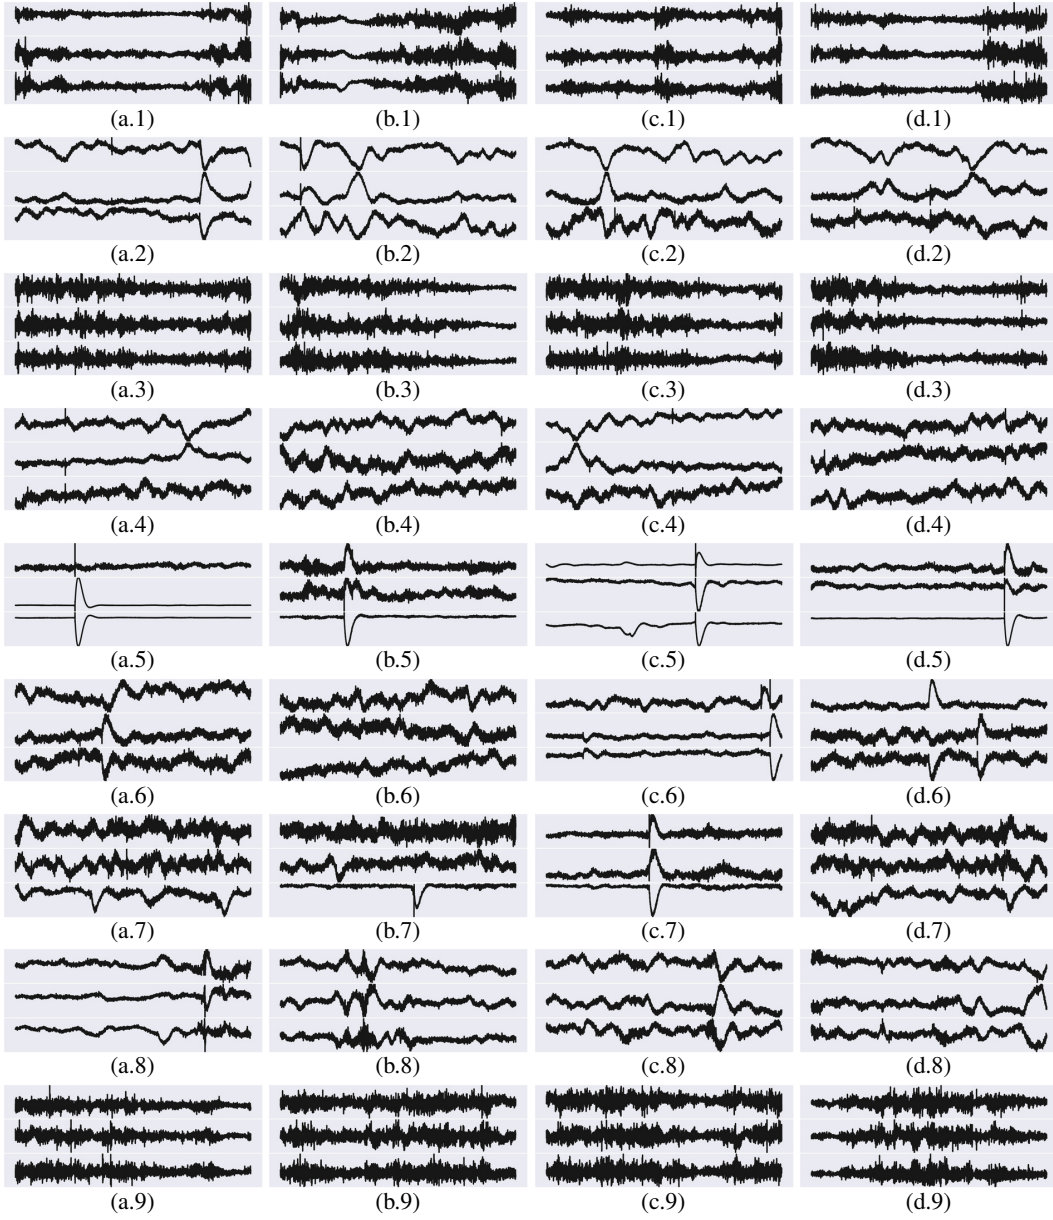 (a.1) (b.1) (c.1) (d.1)
(a.2) (b.2) (c.2) (d.2)
(a.3) (b.3) (c.3) (d.3)
(a.4) (b.4) (c.4) (d.4)
(a.5) (b.5) (c.5) (d.5)
(a.6) (b.6) (c.6) (d.6)
(a.7) (b.7) (c.7) (d.7)
(a.8) (b.8) (c.8) (d.8)
(a.9) (b.9) (c.9) (d.9)